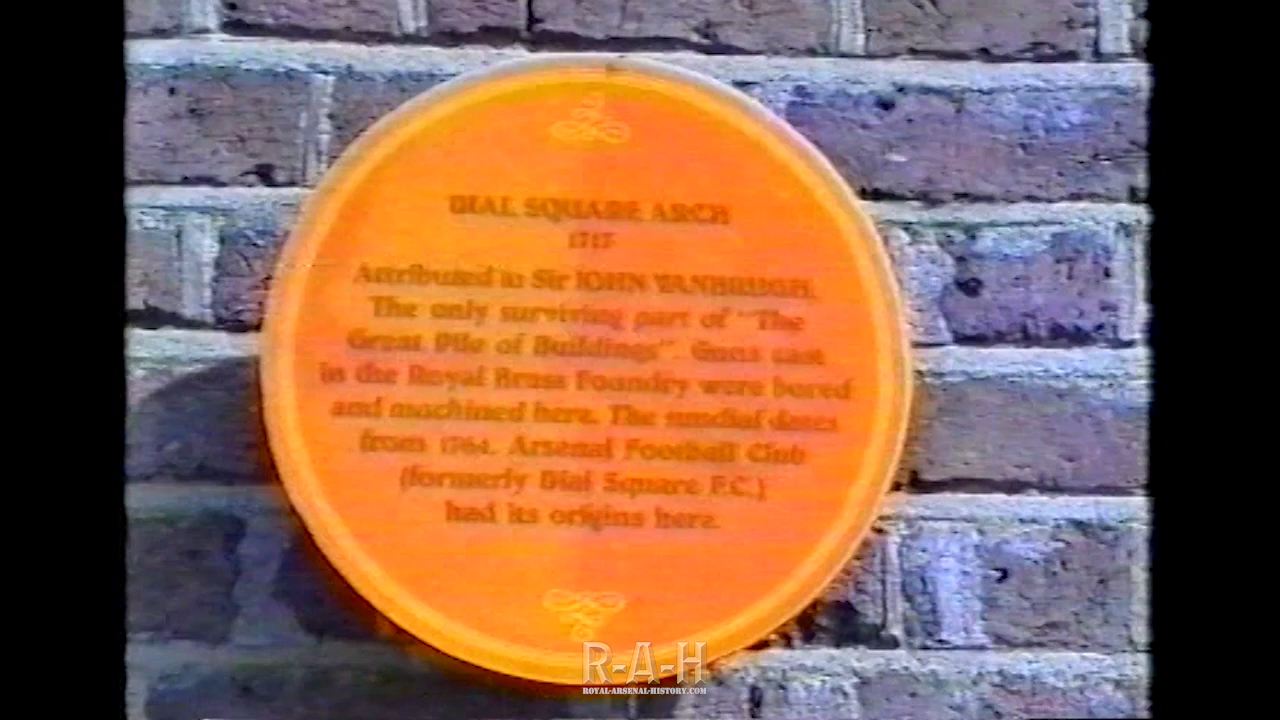 DIAL SQUARE ARCH
1717
Attributed to Sir JOHN VANBRUGH.
The only surviving part of "The
Great Pile of Buildings". Guns cast
in the Royal Brass Foundry were bored
and machined here. The sundial dates
from 1764. Arsenal Football Club
(formerly Dial Square F.C.)
had its origins here.
R-A-H
ROYAL-ARSENAL-HISTORY.COM